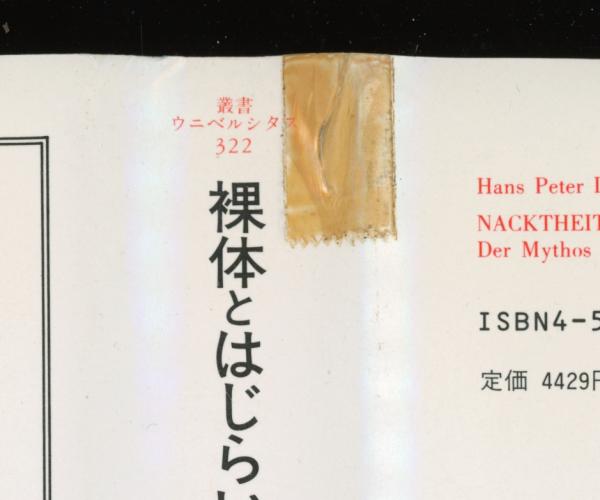 叢書
ウニベルシタス
322
裸体とはじらい
Hans Peter
NACKTHEIT
Der Mythos
ISBN4-5
定価 4429円